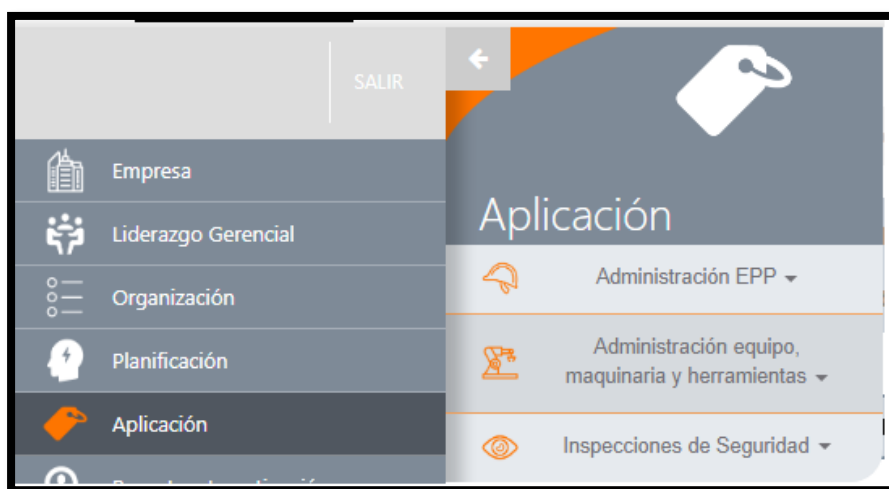 SALIR
Empresa
Liderazgo Gerencial
Organización
Planificación
Aplicación
Aplicación
Administración EPP
Administración equipo,
maquinaria y herramientas
Inspecciones de Seguridad